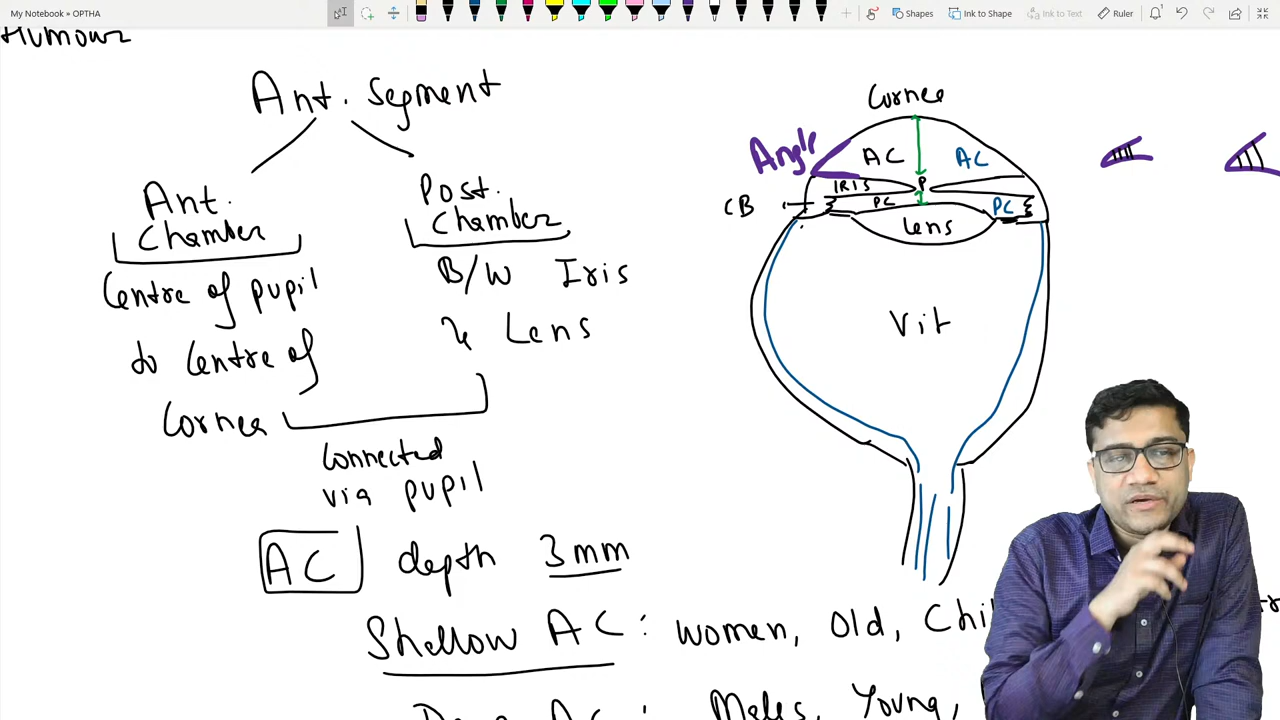 My Notebook » OPTHA
Shapes
Ink to Shape
Ink to Text
Ruler
Humour
Ant. Segment
Ant.
Chamber
Centre of pupil
to Centre of
Cornea
Post.
Chamber
B/W Iris
& Lens
Connected
via pupil
AC depth 3mm
Shallow AC : Women, Old, Chi
AC : Males, Young,
Cornea
Angle
AC
AC
IRIS
P
CB
PC
PC
Lens
Vit